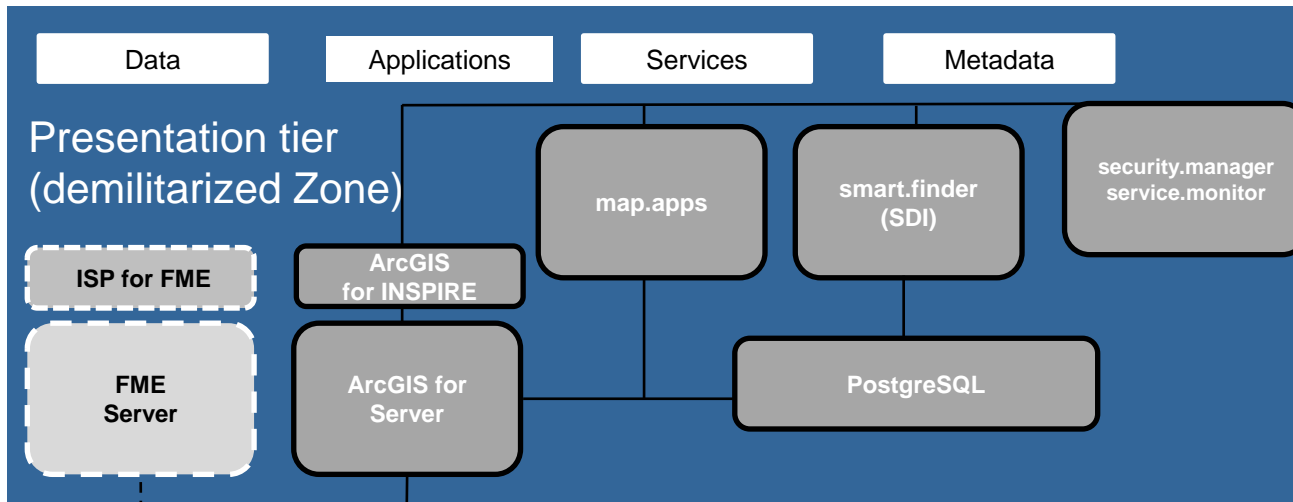 Data
Applications
Services
Metadata
Presentation tier
(demilitarized Zone)
map.apps
smart.finder
(SDI)
security.manager
service.monitor
ISP for FME
ArcGIS
for INSPIRE
FME
Server
ArcGIS for
Server
PostgreSQL